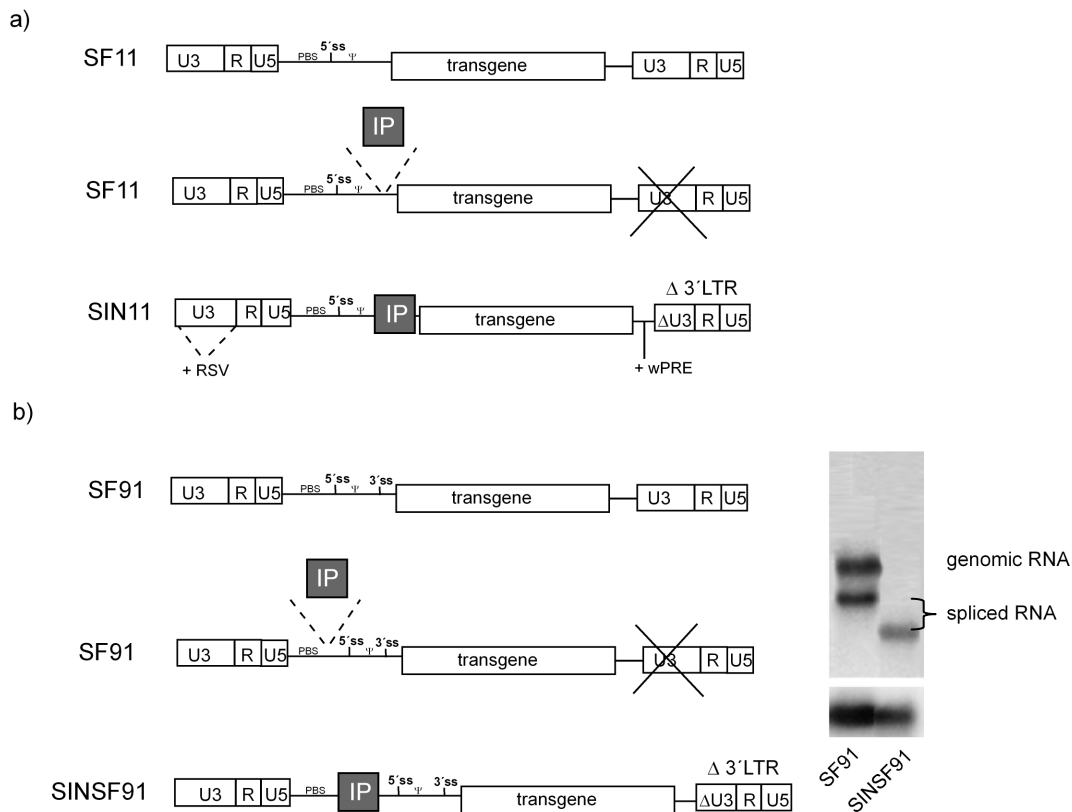 a)
SF11
U3 R U5 PBS 5´ss Ψ transgene U3 R U5
IP
SF11
U3 R U5 PBS 5´ss Ψ transgene U3 R U5
Δ 3´LTR
SIN11
U3 R U5 PBS 5´ss Ψ IP transgene ΔU3 R U5
+ RSV
+ wPRE
b)
SF91
U3 R U5 PBS 5´ss Ψ 3´ss transgene U3 R U5
IP
SF91
U3 R U5 PBS 5´ss Ψ 3´ss transgene U3 R U5
Δ 3´LTR
SINSF91
U3 R U5 PBS IP 5´ss Ψ 3´ss transgene ΔU3 R U5
genomic RNA
spliced RNA
SF91
SINSF91